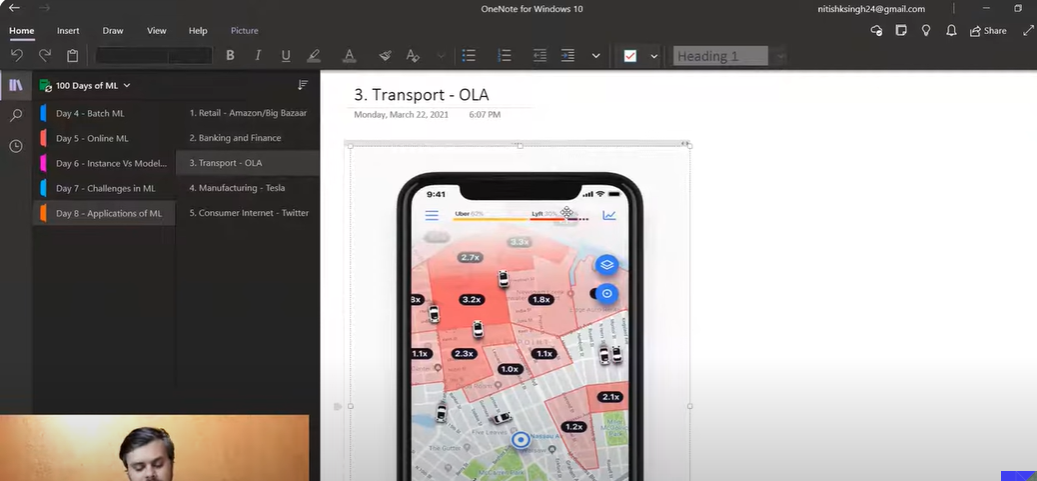 OneNote for Windows 10
nitishksingh24@gmail.com
Home Insert Draw View Help Picture
Share
Heading 1
100 Days of ML
Day 4 - Batch ML
Day 5 - Online ML
Day 6 - Instance Vs Model...
Day 7 - Challenges in ML
Day 8 - Applications of ML
1. Retail - Amazon/Big Bazaar
2. Banking and Finance
3. Transport - OLA
4. Manufacturing - Tesla
5. Consumer Internet - Twitter
3. Transport - OLA
Monday, March 22, 2021 6:07 PM
9:41
Uber 62% Lyft
3.3x
2.7x
3.2x
1.8x
1.1x
2.3x
1.1x
1.0x
2.1x
1.2x